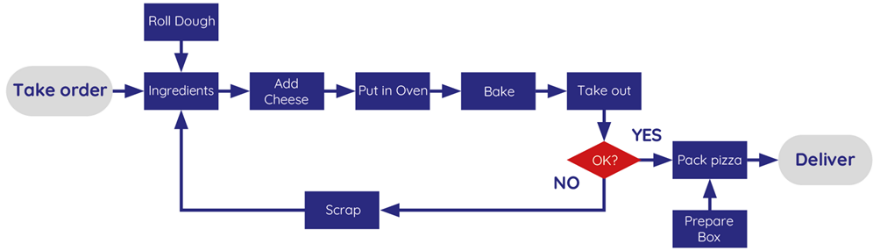 Roll Dough
Take order
Ingredients
Add
Cheese
Put in Oven
Bake
Take out
OK?
YES
NO
Pack pizza
Deliver
Scrap
Prepare
Box